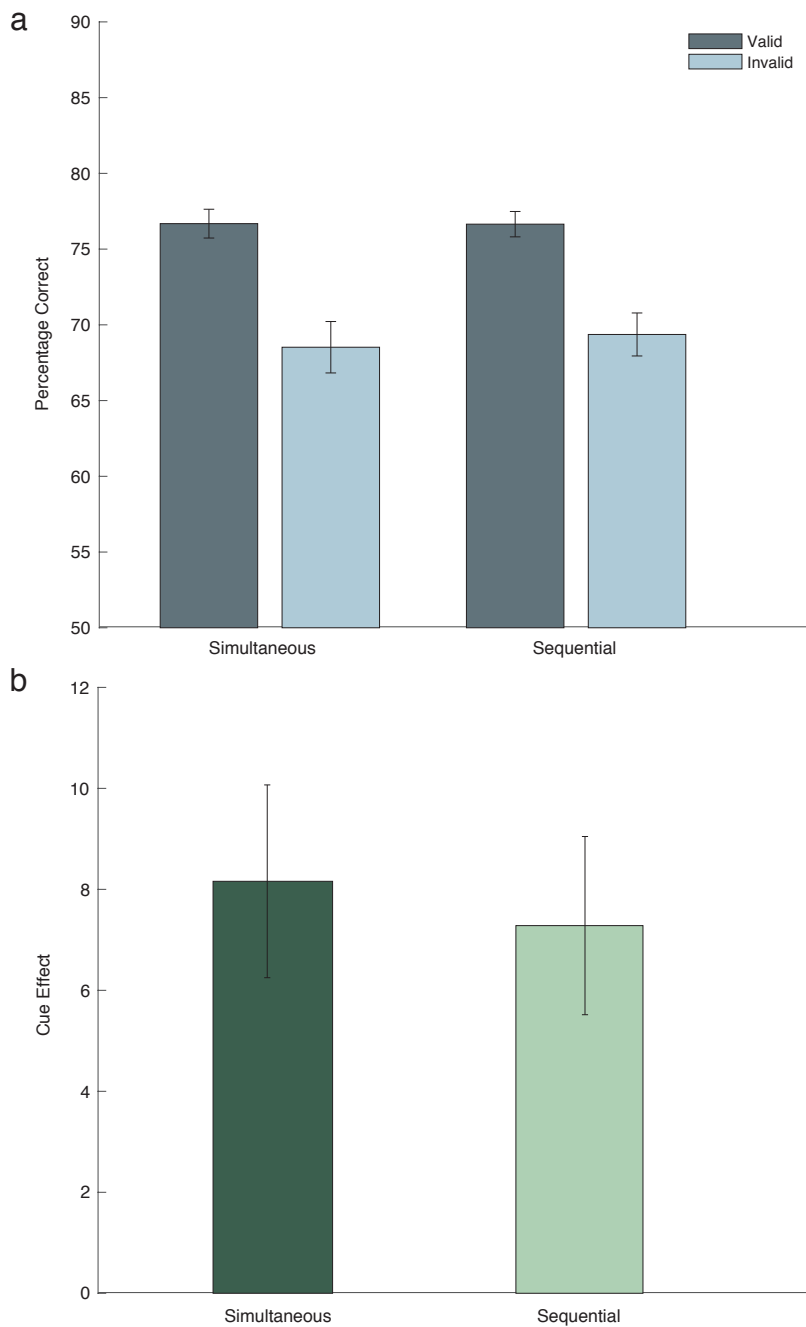 a
90
85
80
75
70
65
60
55
50
Percentage Correct
Valid
Invalid
Simultaneous
Sequential
b
12
10
8
6
4
2
0
Cue Effect
Simultaneous
Sequential